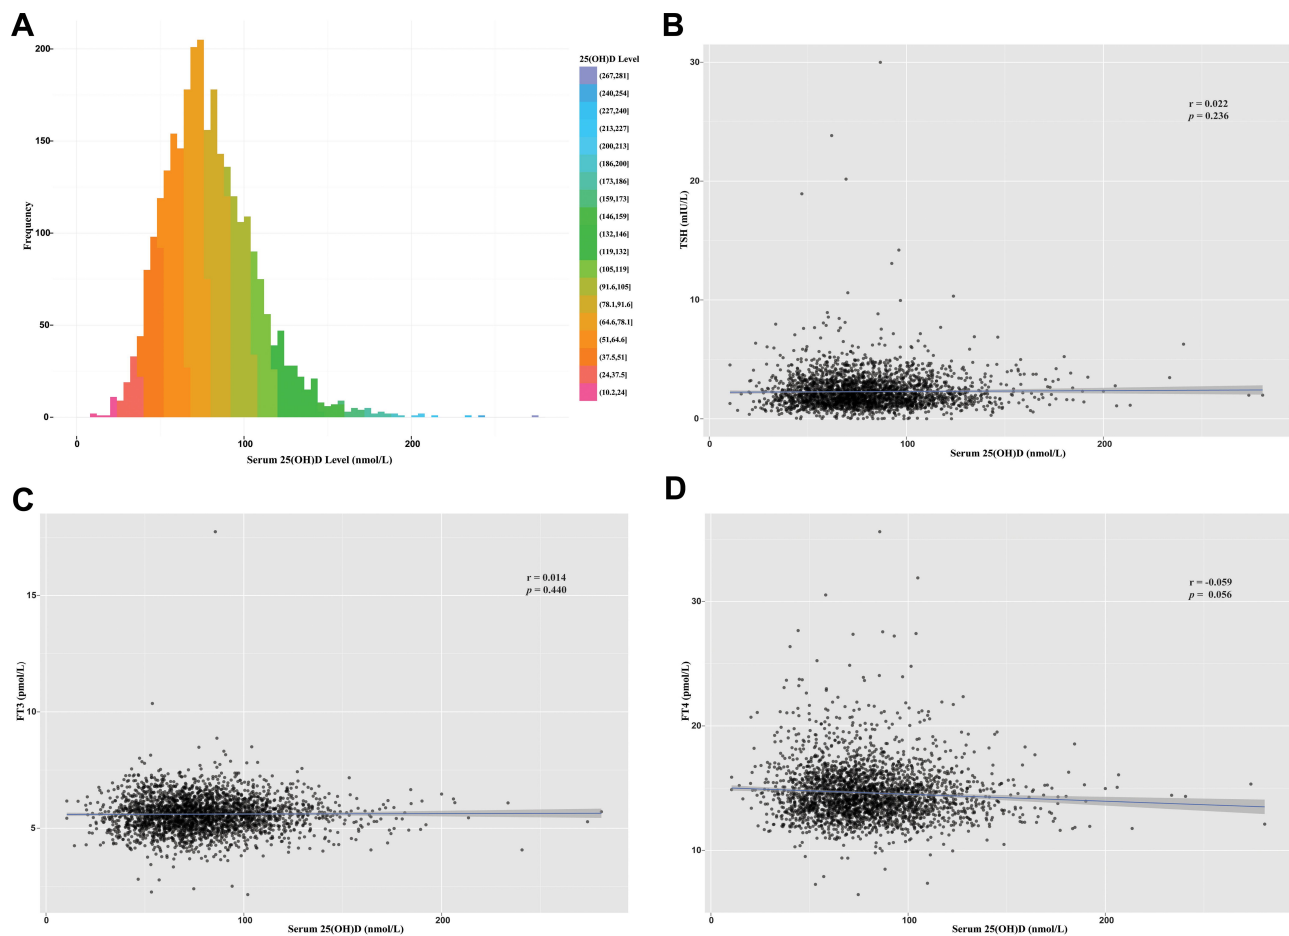 A
200
150
100
50
0
Frequency
0
100
200
Serum 25(OH)D Level (nmol/L)
25(OH)D Level
(267,281]
(240,254]
(227,240]
(213,227]
(200,213]
(186,200]
(173,186]
(159,173]
(146,159]
(132,146]
(119,132]
(105,119]
(91.6,105]
(78.1,91.6]
(64.6,78.1]
(51,64.6]
(37.5,51]
(24,37.5]
(10.2,24]
B
30
20
10
0
TSH (mIU/L)
r = 0.022
p = 0.236
0
100
200
Serum 25(OH)D (nmol/L)
C
15
10
5
FT3 (pmol/L)
r = 0.014
p = 0.440
0
100
200
Serum 25(OH)D (nmol/L)
D
30
20
10
FT4 (pmol/L)
r = -0.059
p = 0.056
0
100
200
Serum 25(OH)D (nmol/L)